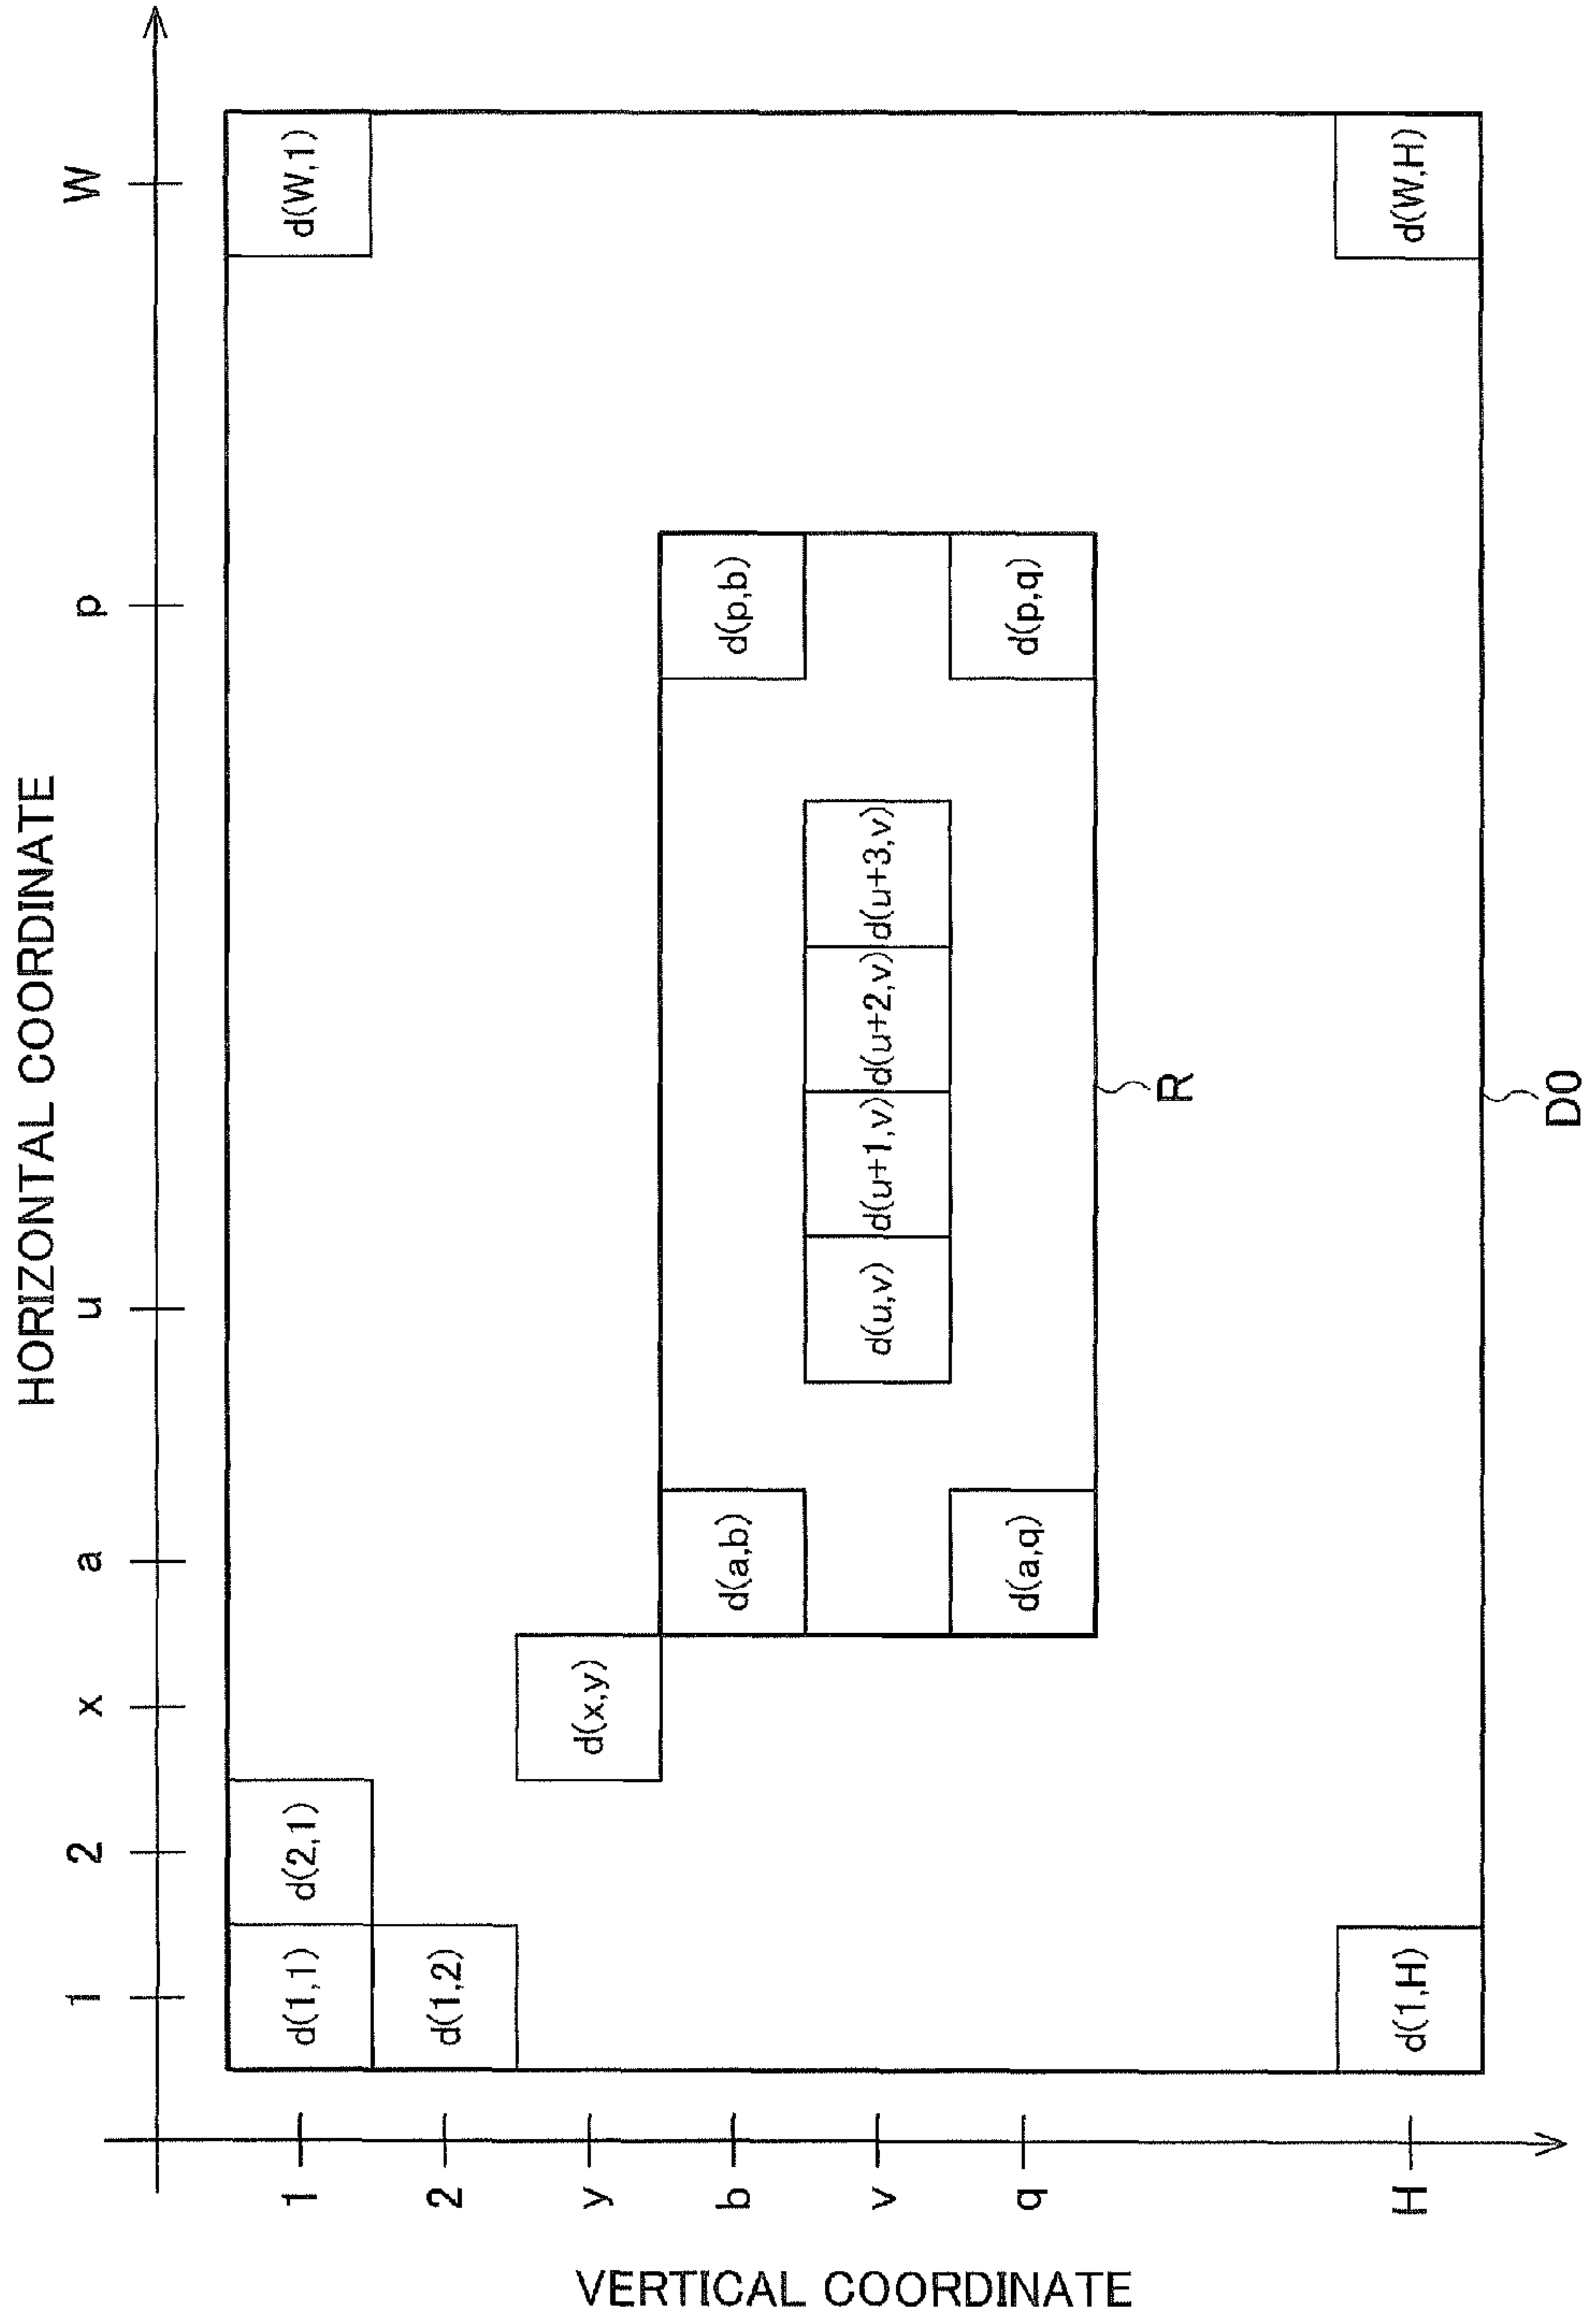 HORIZONTAL COORDINATE
1 2 x a u p W
VERTICAL COORDINATE
1 d(1,1) d(2,1) d(W,1)
2 d(1,2)
y d(x,y)
b d(a,b) d(p,b)
v d(u,v) d(u+1,v) d(u+2,v) d(u+3,v)
q d(a,q) d(p,q)
R
H d(1,H) d(W,H)
D0